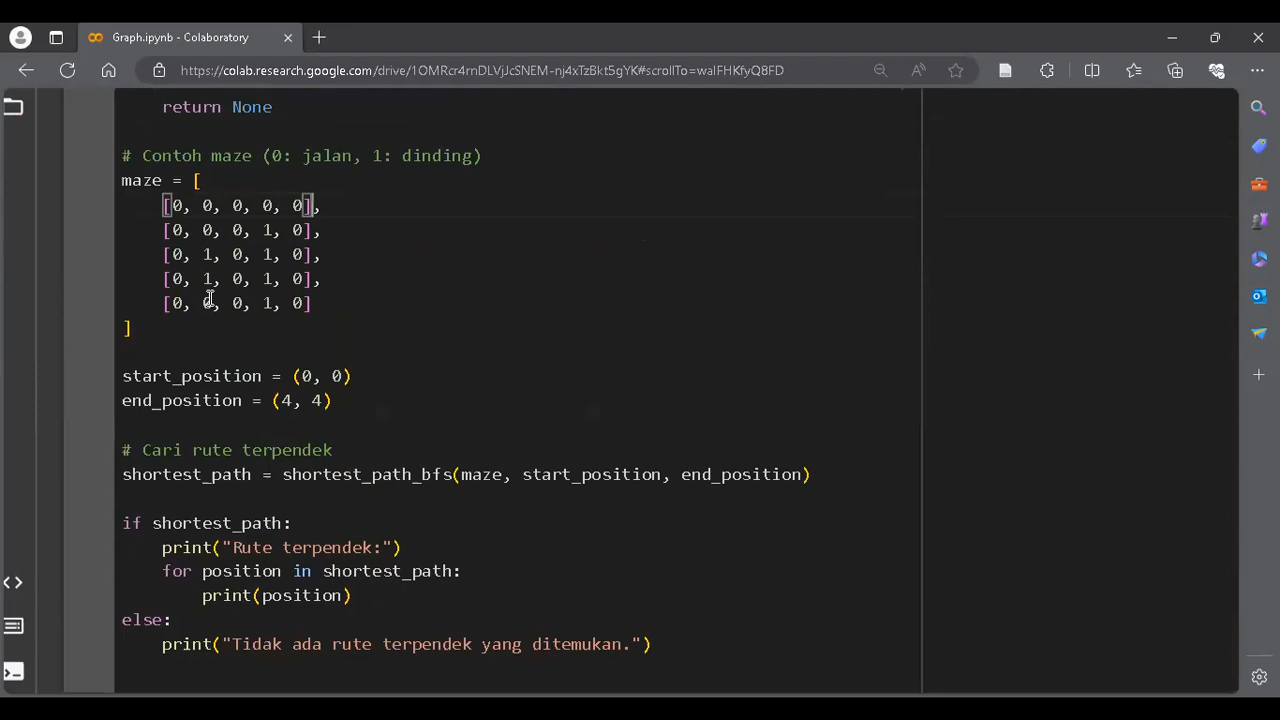 Graph.ipynb - Colaboratory
https://colab.research.google.com/drive/1OMRcr4rnDLVjJcSNEM-nj4xTzBkt5gYK#scrollTo=waIFHKfyQ8FD
return None
# Contoh maze (0: jalan, 1: dinding)
maze = [
[0, 0, 0, 0, 0],
[0, 0, 0, 1, 0],
[0, 1, 0, 1, 0],
[0, 1, 0, 1, 0],
[0, 0, 0, 1, 0]
]
start_position = (0, 0)
end_position = (4, 4)
# Cari rute terpendek
shortest_path = shortest_path_bfs(maze, start_position, end_position)
if shortest_path:
print("Rute terpendek:")
for position in shortest_path:
print(position)
else:
print("Tidak ada rute terpendek yang ditemukan.")